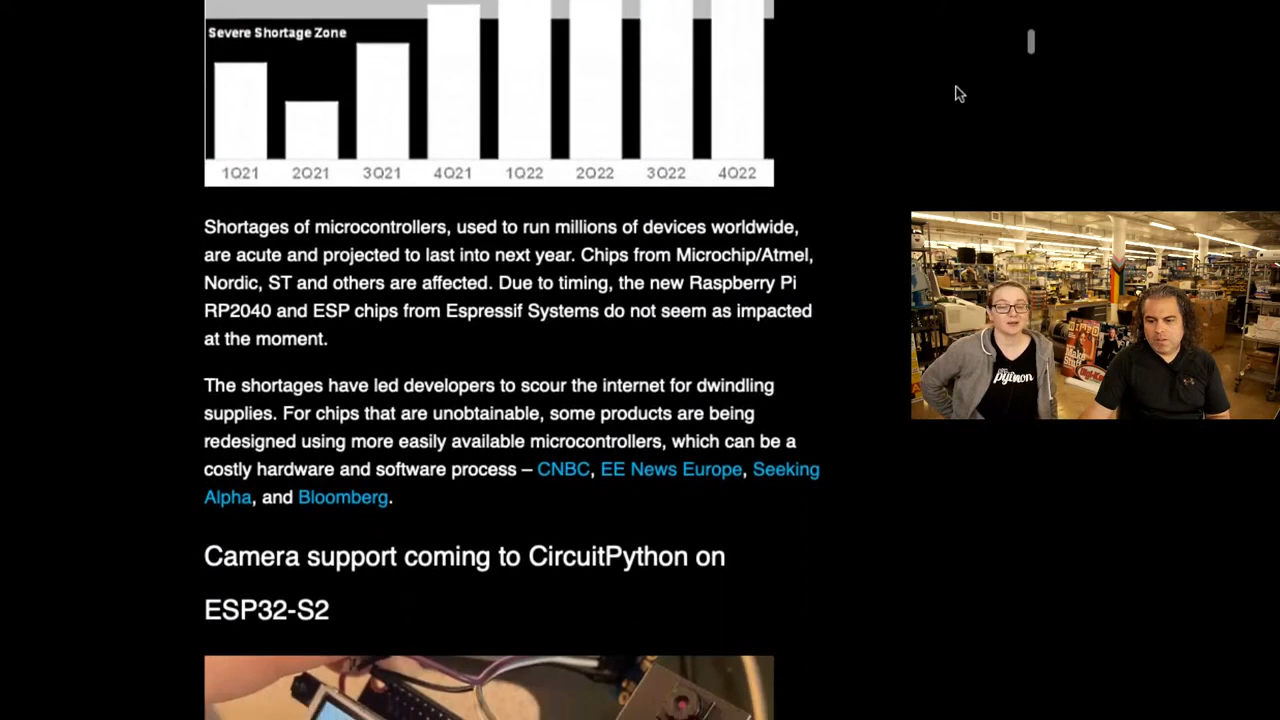 Severe Shortage Zone
1Q21 2Q21 3Q21 4Q21 1Q22 2Q22 3Q22 4Q22
Shortages of microcontrollers, used to run millions of devices worldwide,
are acute and projected to last into next year. Chips from Microchip/Atmel,
Nordic, ST and others are affected. Due to timing, the new Raspberry Pi
RP2040 and ESP chips from Espressif Systems do not seem as impacted
at the moment.
The shortages have led developers to scour the internet for dwindling
supplies. For chips that are unobtainable, some products are being
redesigned using more easily available microcontrollers, which can be a
costly hardware and software process – CNBC, EE News Europe, Seeking
Alpha, and Bloomberg.
Camera support coming to CircuitPython on
ESP32-S2
WIRED
python